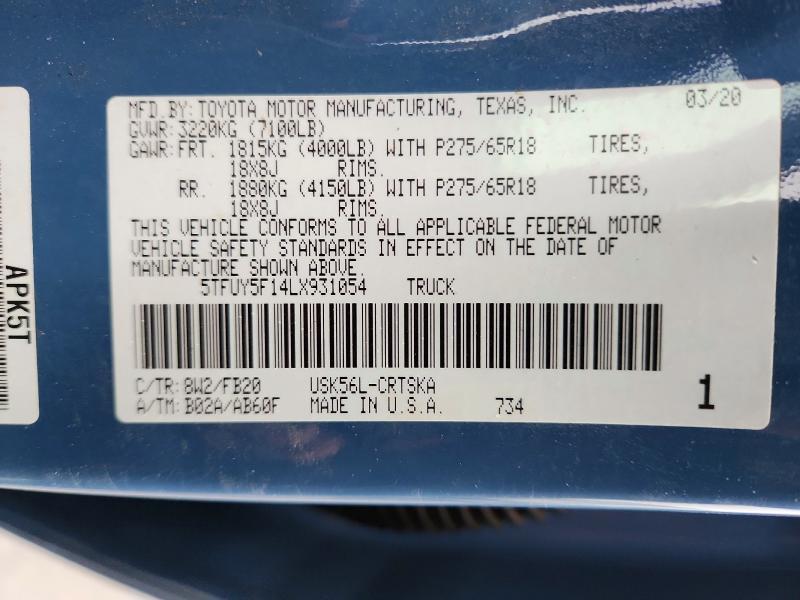 MFD.BY: TOYOTA MOTOR MANUFACTURING, TEXAS, INC. 03/20
GVWR: 3220KG (7100LB)
GAWR: FRT. 1815KG (4000LB) WITH P275/65R18 TIRES,
18X8J RIMS.
RR. 1880KG (4150LB) WITH P275/65R18 TIRES,
18X8J RIMS.
THIS VEHICLE CONFORMS TO ALL APPLICABLE FEDERAL MOTOR
VEHICLE SAFETY STANDARDS IN EFFECT ON THE DATE OF
MANUFACTURE SHOWN ABOVE.
5TFUY5F14LX931054 TRUCK
C/TR: 8W2/FB20 USK56L-CRTSKA
A/TM: B02A/AB60F MADE IN U.S.A. 734 1
APK5T